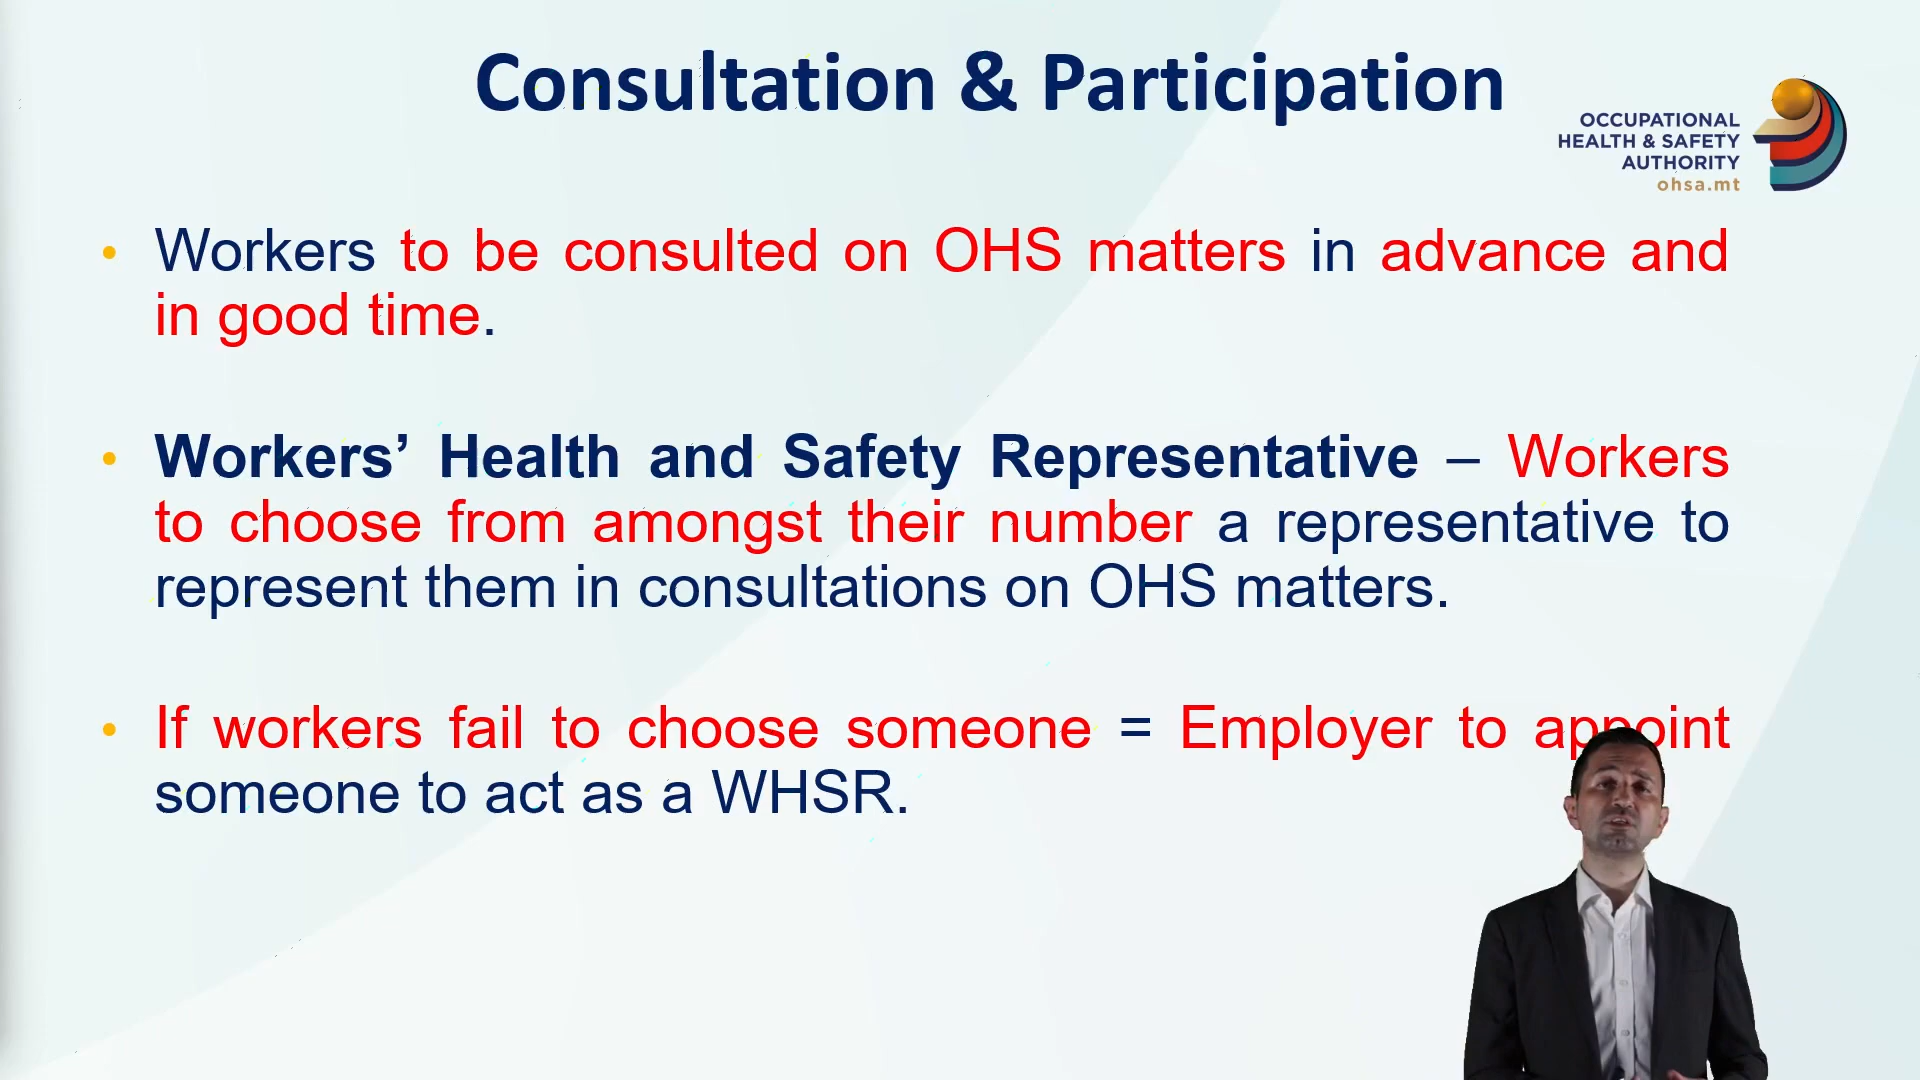 Consultation & Participation
OCCUPATIONAL
HEALTH & SAFETY
AUTHORITY
ohsa.mt
• Workers to be consulted on OHS matters in advance and
in good time.
• Workers’ Health and Safety Representative – Workers
to choose from amongst their number a representative to
represent them in consultations on OHS matters.
• If workers fail to choose someone = Employer to appoint
someone to act as a WHSR.